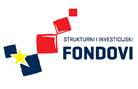 STRUKTURNI I INVESTICIJSKI
FONDOVI